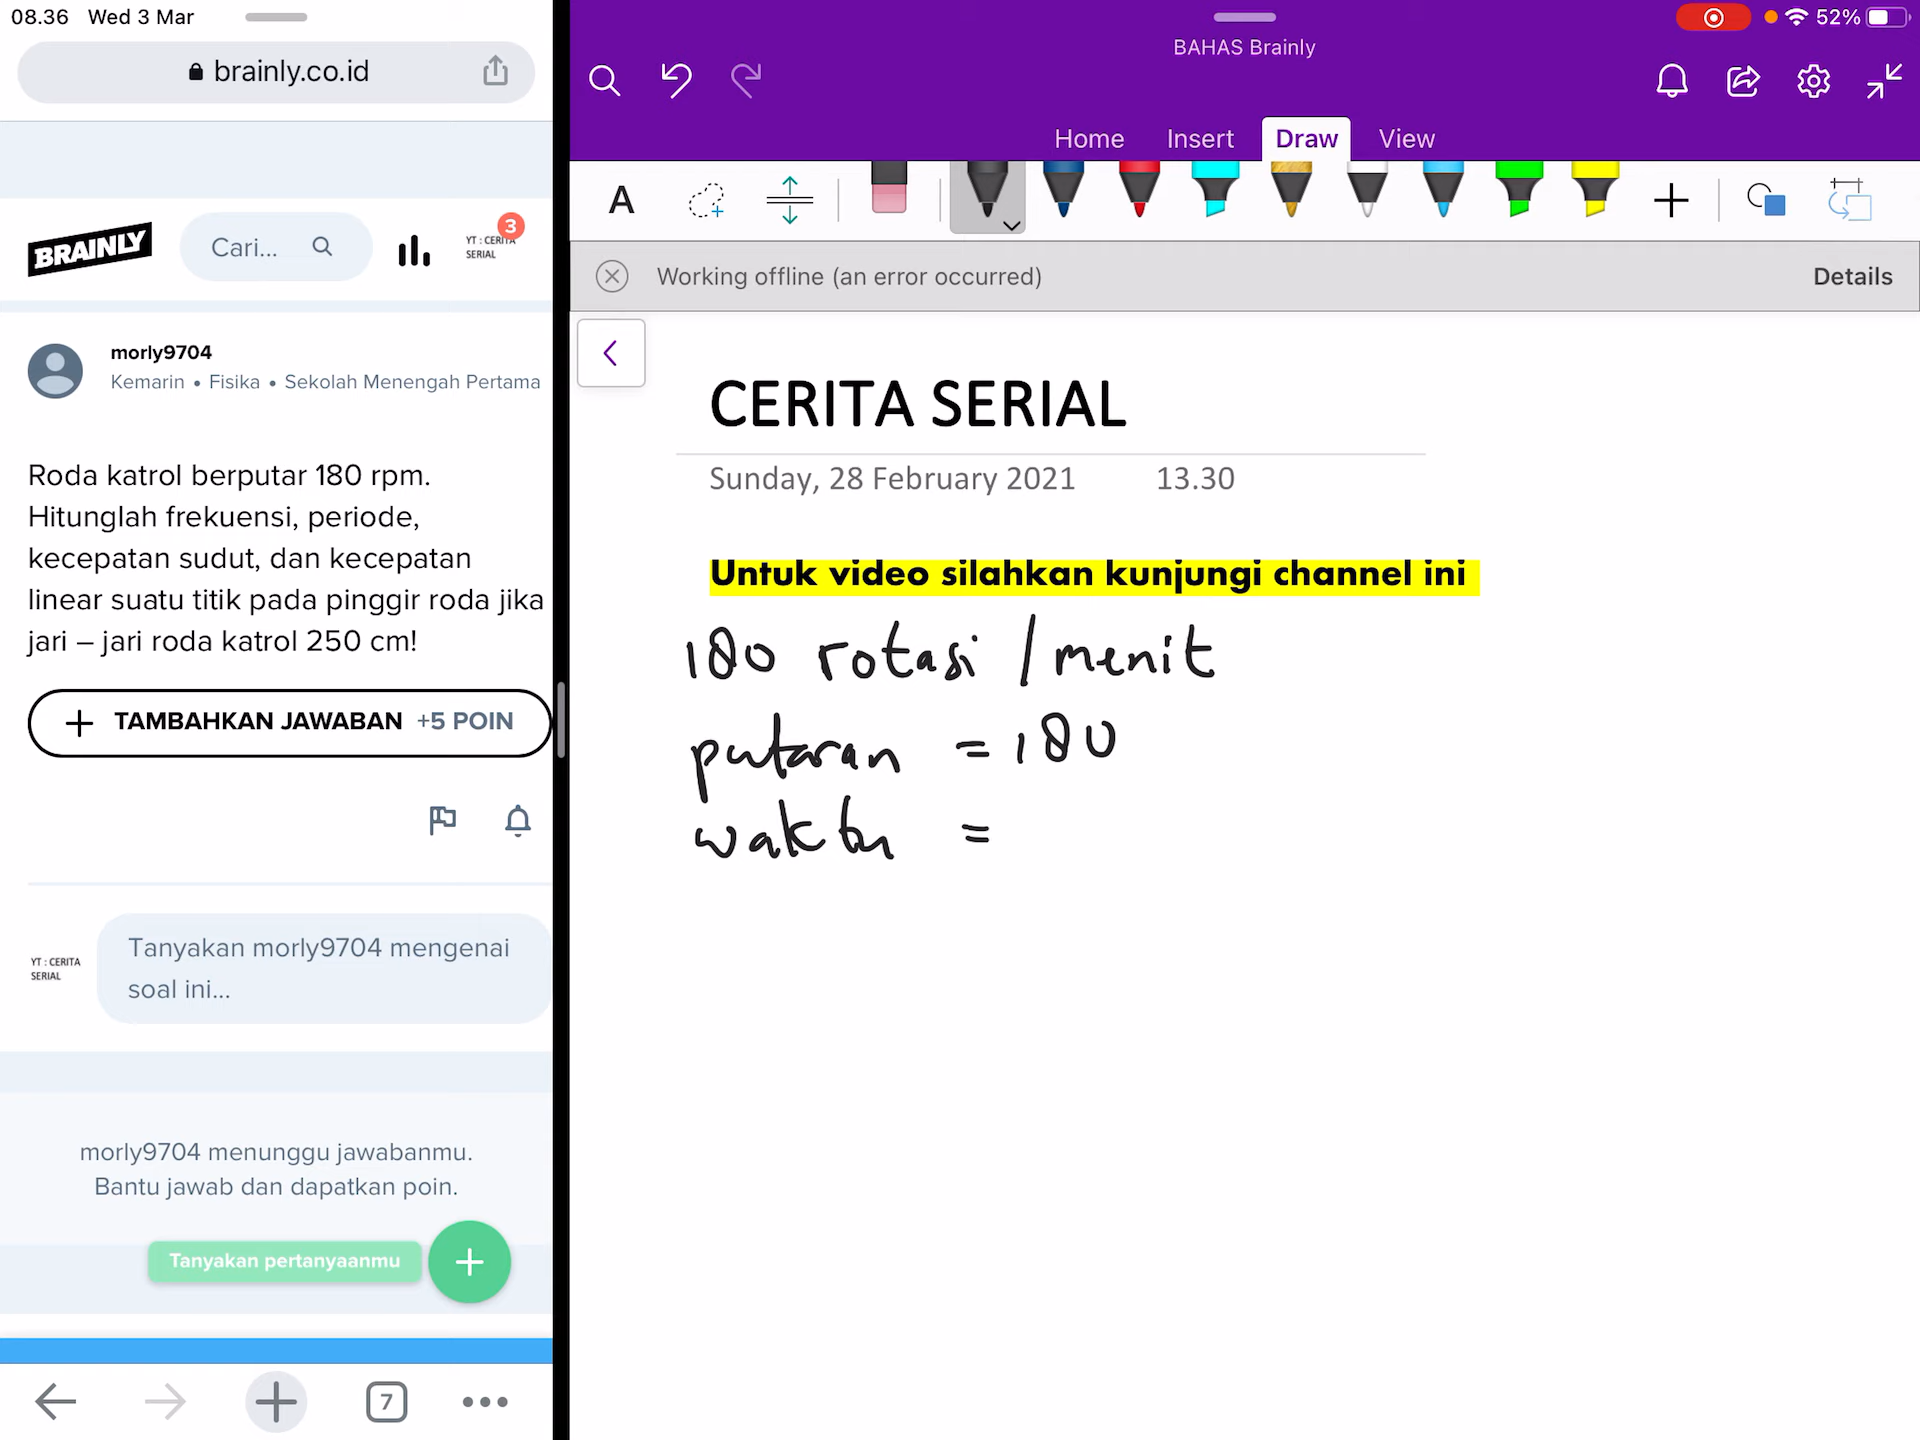 08.36 Wed 3 Mar
brainly.co.id
BRAINLY
Cari...
YT : CERITA
SERIAL
3
morly9704
Kemarin • Fisika • Sekolah Menengah Pertama
Roda katrol berputar 180 rpm.
Hitunglah frekuensi, periode,
kecepatan sudut, dan kecepatan
linear suatu titik pada pinggir roda jika
jari – jari roda katrol 250 cm!
TAMBAHKAN JAWABAN +5 POIN
YT : CERITA
SERIAL
Tanyakan morly9704 mengenai
soal ini...
morly9704 menunggu jawabanmu.
Bantu jawab dan dapatkan poin.
Tanyakan pertanyaanmu
7
52%
BAHAS Brainly
Home Insert Draw View
A
Working offline (an error occurred) Details
CERITA SERIAL
Sunday, 28 February 2021 13.30
Untuk video silahkan kunjungi channel ini
180 rotasi / menit
putaran = 180
waktu =